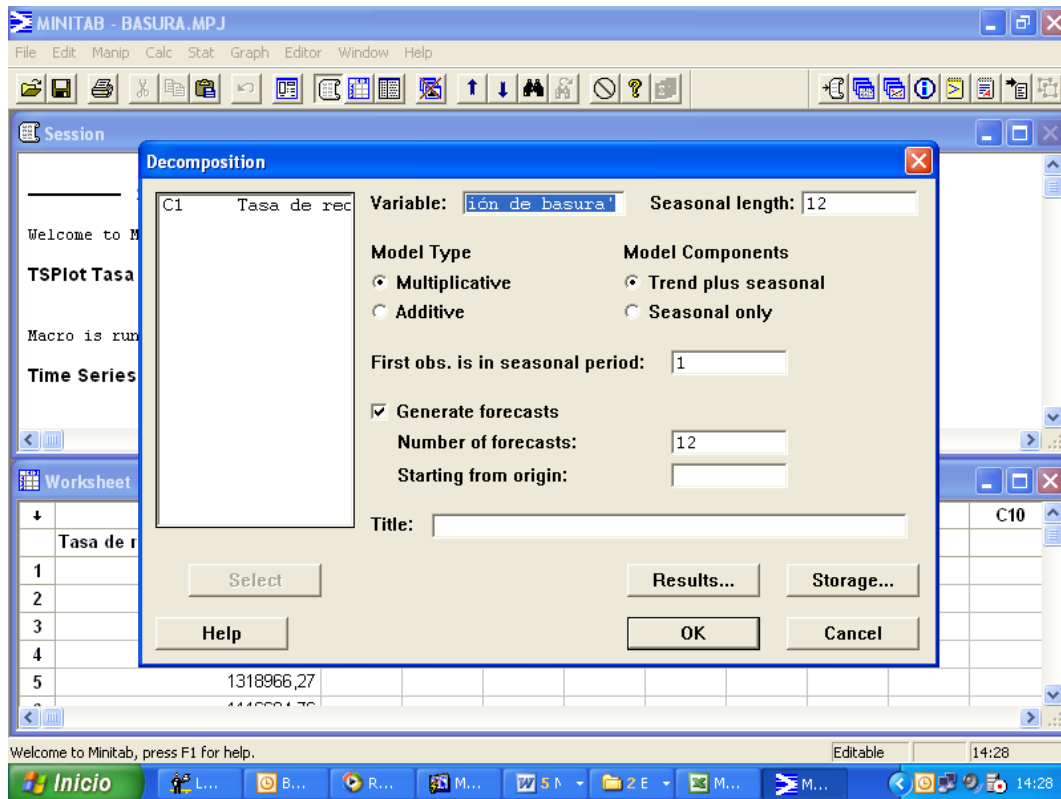 MINITAB - BASURA.MPJ
File Edit Manip Calc Stat Graph Editor Window Help
Session
Welcome to M
TSPlot Tasa
Macro is run
Time Series
Decomposition
C1 Tasa de rec
Variable: ión de basura'
Seasonal length: 12
Model Type
Multiplicative
Additive
Model Components
Trend plus seasonal
Seasonal only
First obs. is in seasonal period: 1
Generate forecasts
Number of forecasts: 12
Starting from origin:
Title:
Select
Results... Storage...
Help
OK Cancel
Worksheet
C10
Tasa de r
1
2
3
4
5 1318966,27
Welcome to Minitab, press F1 for help.
Editable
14:28
Inicio
L... B... R... M... 5 M 2 E M... M... 14:28